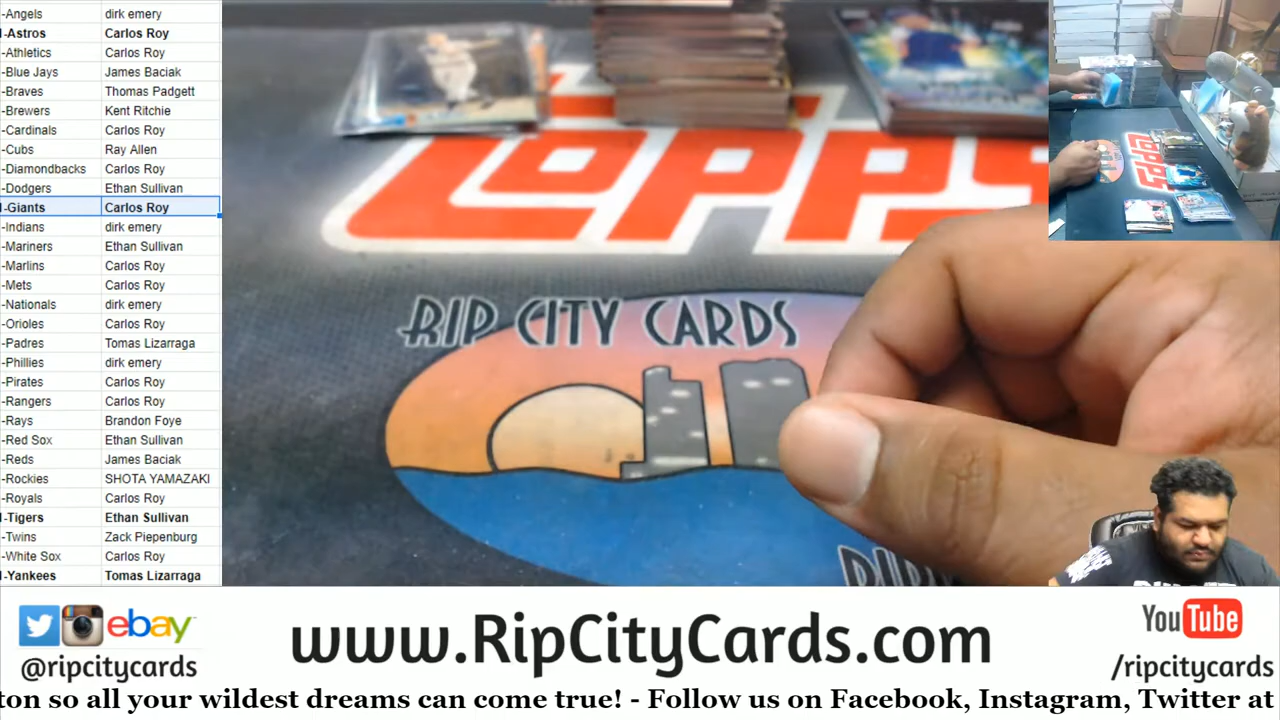 -Angels dirk emery
-Astros Carlos Roy
-Athletics Carlos Roy
-Blue Jays James Baciak
-Braves Thomas Padgett
-Brewers Kent Ritchie
-Cardinals Carlos Roy
-Cubs Ray Allen
-Diamondbacks Carlos Roy
-Dodgers Ethan Sullivan
-Giants Carlos Roy
-Indians dirk emery
-Mariners Ethan Sullivan
-Marlins Carlos Roy
-Mets Carlos Roy
-Nationals dirk emery
-Orioles Carlos Roy
-Padres Tomas Lizarraga
-Phillies dirk emery
-Pirates Carlos Roy
-Rangers Carlos Roy
-Rays Brandon Foye
-Red Sox Ethan Sullivan
-Reds James Baciak
-Rockies SHOTA YAMAZAKI
-Royals Carlos Roy
-Tigers Ethan Sullivan
-Twins Zack Piepenburg
-White Sox Carlos Roy
-Yankees Tomas Lizarraga
Topps
RIP CITY CARDS
ebay
@ripcitycards
www.RipCityCards.com
YouTube
/ripcitycards
ton so all your wildest dreams can come true! - Follow us on Facebook, Instagram, Twitter at